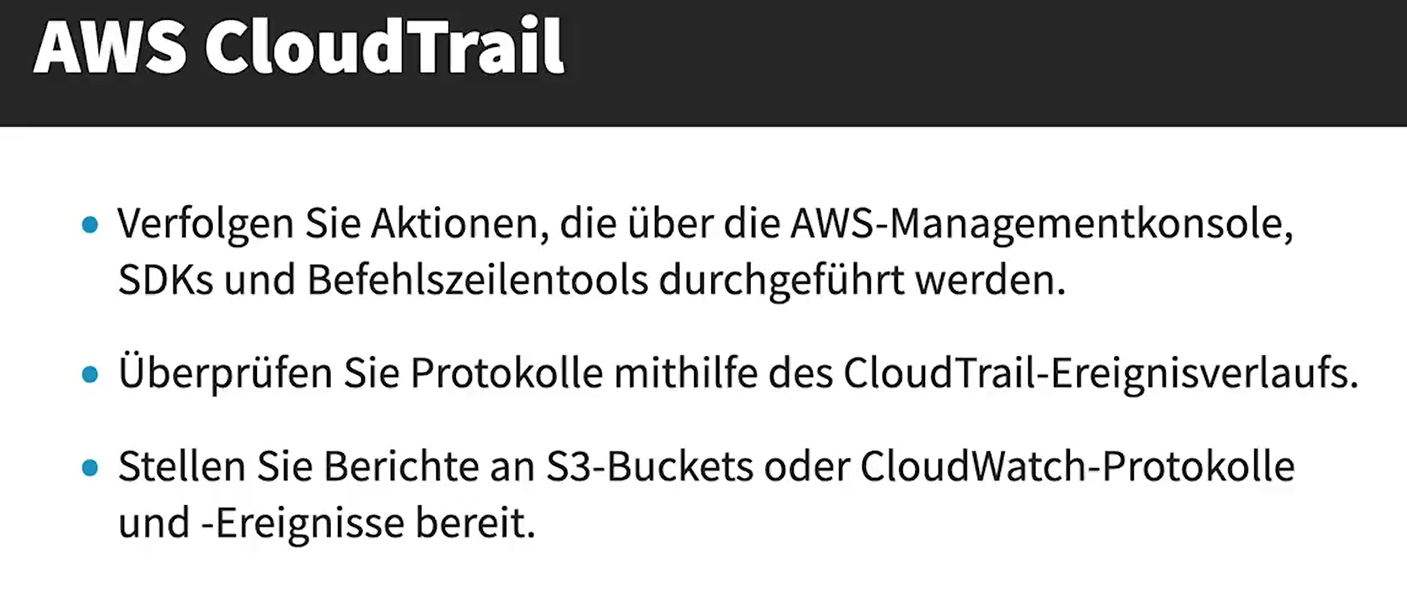 AWS CloudTrail
• Verfolgen Sie Aktionen, die über die AWS-Managementkonsole,
SDKs und Befehlszeilentools durchgeführt werden.
• Überprüfen Sie Protokolle mithilfe des CloudTrail-Ereignisverlaufs.
• Stellen Sie Berichte an S3-Buckets oder CloudWatch-Protokolle
und -Ereignisse bereit.